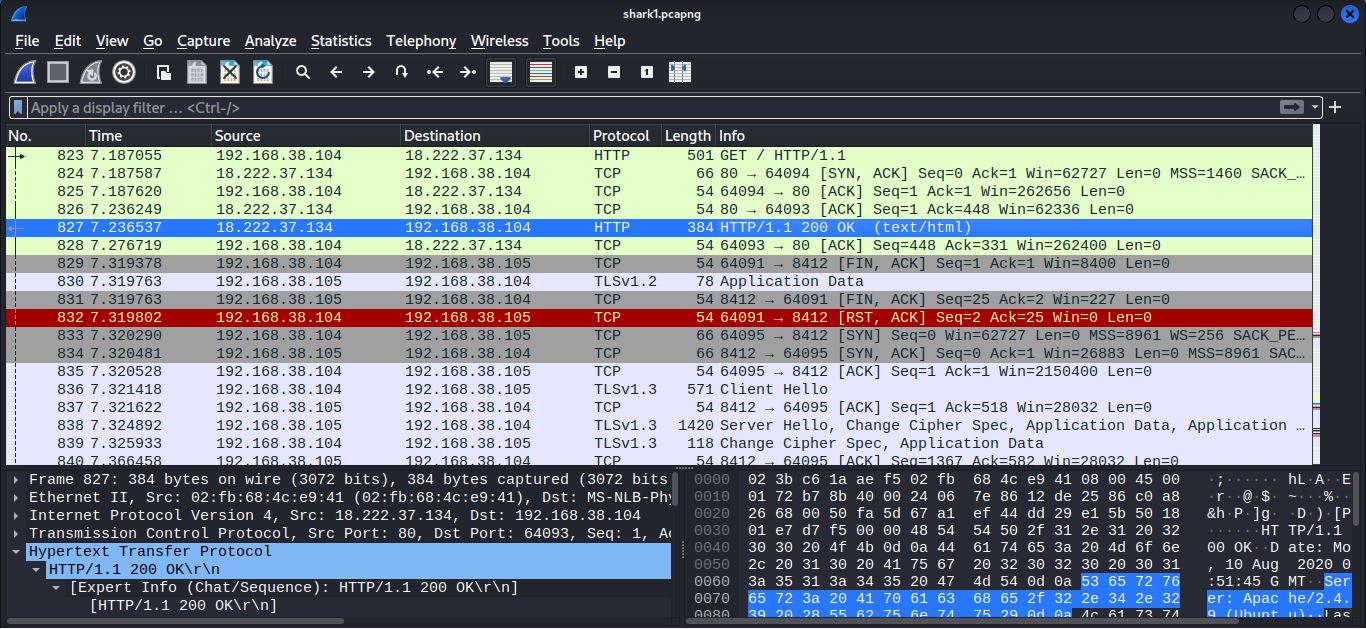 shark1.pcapng
File Edit View Go Capture Analyze Statistics Telephony Wireless Tools Help
Apply a display filter ... <Ctrl-/>
No. Time Source Destination Protocol Length Info
823 7.187055 192.168.38.104 18.222.37.134 HTTP 501 GET / HTTP/1.1
824 7.187587 18.222.37.134 192.168.38.104 TCP 66 80 → 64094 [SYN, ACK] Seq=0 Ack=1 Win=62727 Len=0 MSS=1460 SACK_…
825 7.187620 192.168.38.104 18.222.37.134 TCP 54 64094 → 80 [ACK] Seq=1 Ack=1 Win=262656 Len=0
826 7.236249 18.222.37.134 192.168.38.104 TCP 54 80 → 64093 [ACK] Seq=1 Ack=448 Win=62336 Len=0
827 7.236537 18.222.37.134 192.168.38.104 HTTP 384 HTTP/1.1 200 OK (text/html)
828 7.276719 192.168.38.104 18.222.37.134 TCP 54 64093 → 80 [ACK] Seq=448 Ack=331 Win=262400 Len=0
829 7.319378 192.168.38.104 192.168.38.105 TCP 54 64091 → 8412 [FIN, ACK] Seq=1 Ack=1 Win=8400 Len=0
830 7.319763 192.168.38.105 192.168.38.104 TLSv1.2 78 Application Data
831 7.319763 192.168.38.105 192.168.38.104 TCP 54 8412 → 64091 [FIN, ACK] Seq=25 Ack=2 Win=227 Len=0
832 7.319802 192.168.38.104 192.168.38.105 TCP 54 64091 → 8412 [RST, ACK] Seq=2 Ack=25 Win=0 Len=0
833 7.320290 192.168.38.104 192.168.38.105 TCP 66 64095 → 8412 [SYN] Seq=0 Win=62727 Len=0 MSS=8961 WS=256 SACK_PE…
834 7.320481 192.168.38.105 192.168.38.104 TCP 66 8412 → 64095 [SYN, ACK] Seq=0 Ack=1 Win=26883 Len=0 MSS=8961 SAC…
835 7.320528 192.168.38.104 192.168.38.105 TCP 54 64095 → 8412 [ACK] Seq=1 Ack=1 Win=2150400 Len=0
836 7.321418 192.168.38.104 192.168.38.105 TLSv1.3 571 Client Hello
837 7.321622 192.168.38.105 192.168.38.104 TCP 54 8412 → 64095 [ACK] Seq=1 Ack=518 Win=28032 Len=0
838 7.324892 192.168.38.105 192.168.38.104 TLSv1.3 1420 Server Hello, Change Cipher Spec, Application Data, Application …
839 7.325933 192.168.38.104 192.168.38.105 TLSv1.3 118 Change Cipher Spec, Application Data
840 7.366458 192.168.38.105 192.168.38.104 TCP 54 8412 → 64095 [ACK] Seq=1367 Ack=582 Win=28032 Len=0
Frame 827: 384 bytes on wire (3072 bits), 384 bytes captured (3072 bits
Ethernet II, Src: 02:fb:68:4c:e9:41 (02:fb:68:4c:e9:41), Dst: MS-NLB-Phy
Internet Protocol Version 4, Src: 18.222.37.134, Dst: 192.168.38.104
Transmission Control Protocol, Src Port: 80, Dst Port: 64093, Seq: 1, Ac
Hypertext Transfer Protocol
HTTP/1.1 200 OK\r\n
[Expert Info (Chat/Sequence): HTTP/1.1 200 OK\r\n]
[HTTP/1.1 200 OK\r\n]
0000 02 3b c6 1a ae f5 02 fb 68 4c e9 41 08 00 45 00 ·;······ hL·A··E·
0010 01 72 b7 8b 40 00 24 06 7e 86 12 de 25 86 c0 a8 ·r··@·$· ~···%···
0020 26 68 00 50 fa 5d 67 a1 ef 44 dd 29 e1 5b 50 18 &h·P·]g· ·D·)·[P·
0030 01 e7 d7 f5 00 00 48 54 54 50 2f 31 2e 31 20 32 ······HT TP/1.1 2
0040 30 30 20 4f 4b 0d 0a 44 61 74 65 3a 20 4d 6f 6e 00 OK··D ate: Mo
0050 2c 20 31 30 20 41 75 67 20 32 30 32 30 20 30 31 , 10 Aug 2020 0
0060 3a 35 31 3a 34 35 20 47 4d 54 0d 0a 53 65 72 76 :51:45 G MT··Ser
0070 65 72 3a 20 41 70 61 63 68 65 2f 32 2e 34 2e 32 er: Apac he/2.4.
0080 39 20 28 55 62 75 6e 74 75 29 0d 0a 4c 61 73 74 9 (Ubunt u)··Las